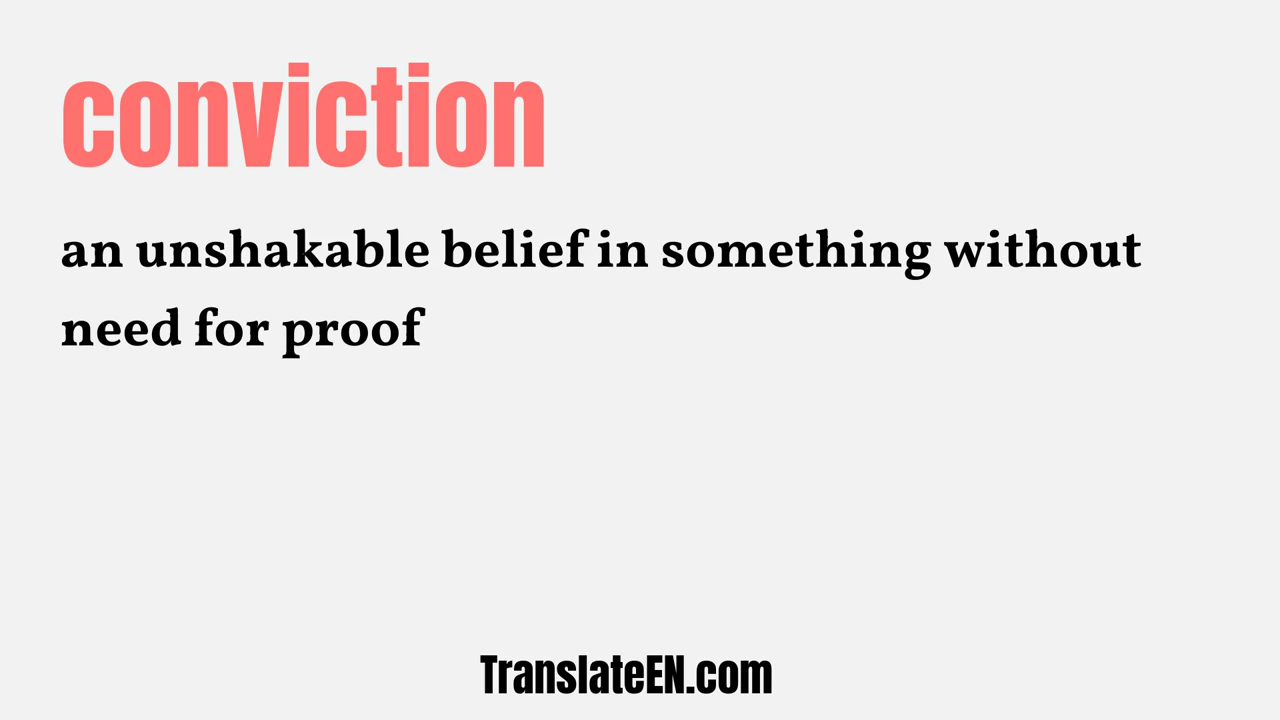 conviction
an unshakable belief in something without
need for proof
TranslateEN.com